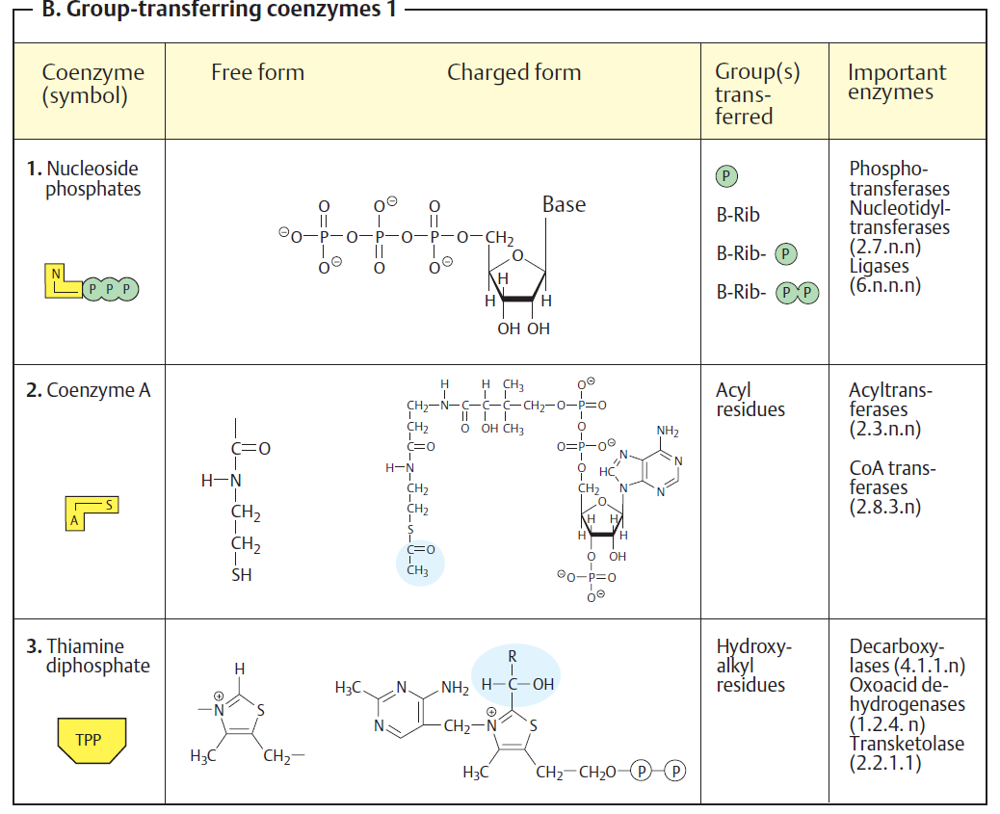 B. Group-transferring coenzymes 1
Coenzyme
(symbol)
Free form
Charged form
Group(s)
trans-
ferred
Important
enzymes
1. Nucleoside
phosphates
N
P P P
O O⊖ O
⊖O—P—O—P—O—P—O—CH₂
O⊖ O O⊖
Base
O
H
H H
OH OH
P
B-Rib
B-Rib- P
B-Rib- P P
Phospho-
transferases
Nucleotidyl-
transferases
(2.7.n.n)
Ligases
(6.n.n.n)
2. Coenzyme A
A S
C=O
H—N
CH₂
CH₂
SH
H H CH₃ O⊖
CH₂—N—C—C—C—CH₂—O—P=O
CH₂ O OH CH₃ O
C=O O=P—O⊖
H—N O
CH₂ CH₂
CH₂
S
C=O
CH₃
NH₂
N N
HC
N N
O
H H
H H
O OH
⊖O—P=O
O⊖
Acyl
residues
Acyltrans-
ferases
(2.3.n.n)
CoA trans-
ferases
(2.8.3.n)
3. Thiamine
diphosphate
TPP
H
⊕
—N S
H₃C CH₂—
R
H₃C N NH₂ H—C—OH
⊕
N CH₂—N S
H₃C CH₂—CH₂O—P—P
Hydroxy-
alkyl
residues
Decarboxy-
lases (4.1.1.n)
Oxoacid de-
hydrogenases
(1.2.4. n)
Transketolase
(2.2.1.1)